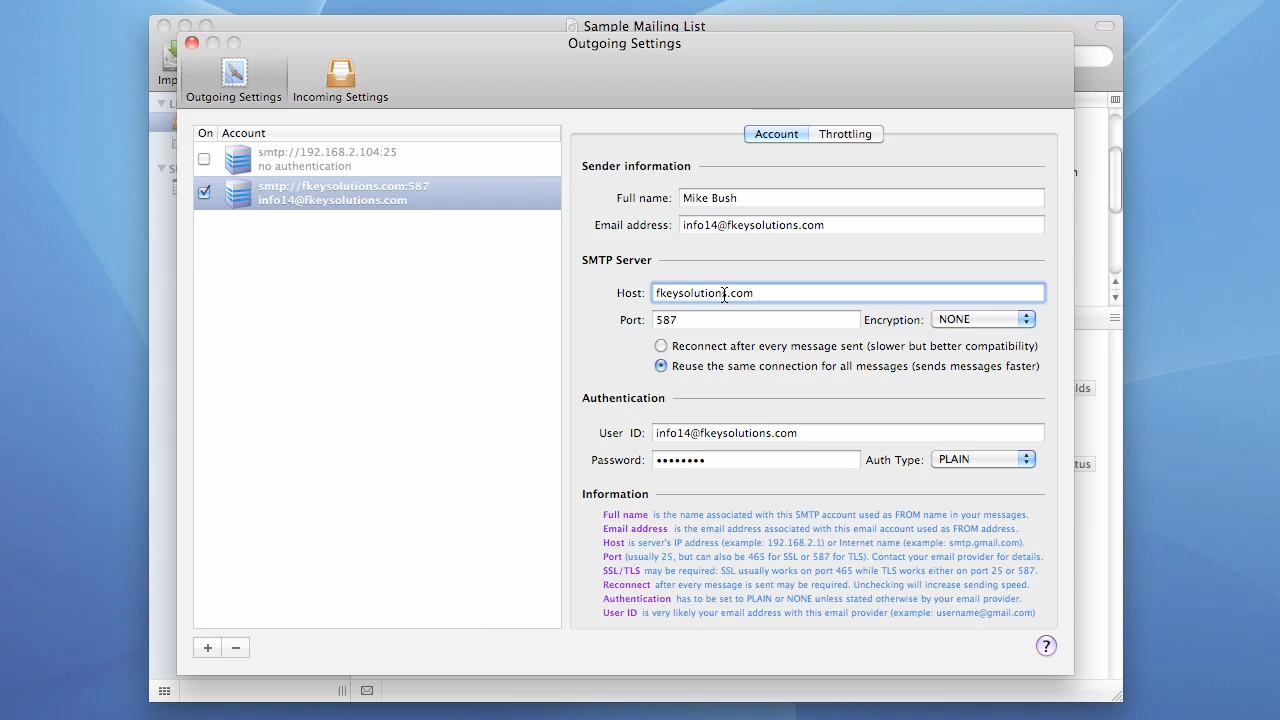 Sample Mailing List
Outgoing Settings
Outgoing Settings
Incoming Settings
On Account
Account Throttling
smtp://192.168.2.104:25
no authentication
smtp://fkeysolutions.com:587
info14@fkeysolutions.com
Sender information
Full name: Mike Bush
Email address: info14@fkeysolutions.com
SMTP Server
Host: fkeysolutions.com
Port: 587 Encryption: NONE
Reconnect after every message sent (slower but better compatibility)
Reuse the same connection for all messages (sends messages faster)
Authentication
User ID: info14@fkeysolutions.com
Password: •••••••• Auth Type: PLAIN
Information
Full name is the name associated with this SMTP account used as FROM name in your messages.
Email address is the email address associated with this email account used as FROM address.
Host is server's IP address (example: 192.168.2.1) or Internet name (example: smtp.gmail.com).
Port (usually 25, but can also be 465 for SSL or 587 for TLS). Contact your email provider for details.
SSL/TLS may be required: SSL usually works on port 465 while TLS works either on port 25 or 587.
Reconnect after every message is sent may be required. Unchecking will increase sending speed.
Authentication has to be set to PLAIN or NONE unless stated otherwise by your email provider.
User ID is very likely your email address with this email provider (example: username@gmail.com)
+ −
?